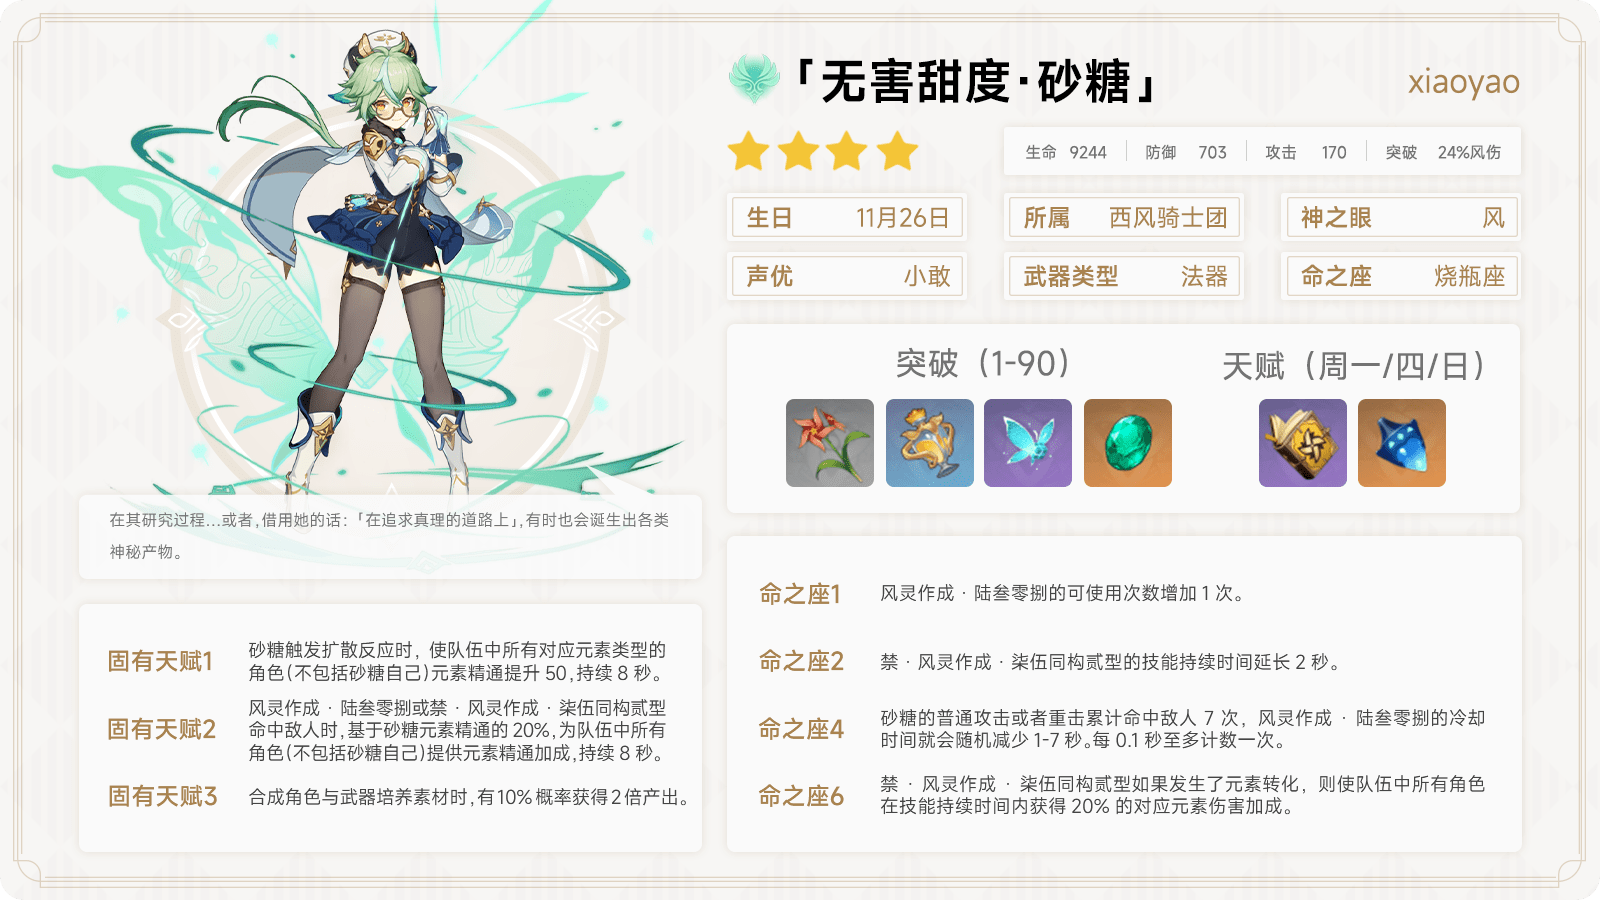 「无害甜度·砂糖」
xiaoyao
生命 9244 防御 703 攻击 170 突破 24%风伤
生日 11月26日
所属 西风骑士团
神之眼 风
声优 小敢
武器类型 法器
命之座 烧瓶座
突破（1-90）
天赋（周一/四/日）
在其研究过程...或者,借用她的话:「在追求真理的道路上」,有时也会诞生出各类
神秘产物。
固有天赋1
砂糖触发扩散反应时，使队伍中所有对应元素类型的
角色(不包括砂糖自己)元素精通提升 50,持续 8 秒。
固有天赋2
风灵作成 · 陆叁零捌或禁 · 风灵作成 · 柒伍同构贰型
命中敌人时,基于砂糖元素精通的 20%,为队伍中所有
角色(不包括砂糖自己)提供元素精通加成,持续 8 秒。
固有天赋3
合成角色与武器培养素材时,有10%概率获得2倍产出。
命之座1
风灵作成 · 陆叁零捌的可使用次数增加 1 次。
命之座2
禁 · 风灵作成 · 柒伍同构贰型的技能持续时间延长 2 秒。
命之座4
砂糖的普通攻击或者重击累计命中敌人 7 次，风灵作成 · 陆叁零捌的冷却
时间就会随机减少 1-7 秒。每 0.1 秒至多计数一次。
命之座6
禁 · 风灵作成 · 柒伍同构贰型如果发生了元素转化，则使队伍中所有角色
在技能持续时间内获得 20% 的对应元素伤害加成。